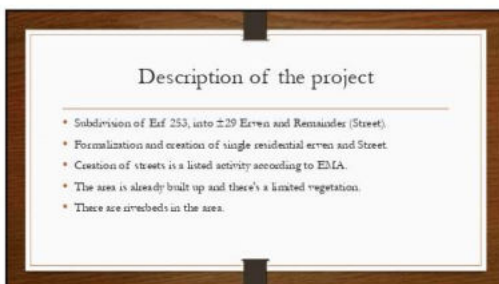 Description of the project
• Subdivision of Erf 253, into ±29 Erven and Remainder (Street).
• Formalization and creation of single residential erven and Street.
• Creation of streets is a listed activity according to EMA.
• The area is already built up and there's a limited vegetation.
• There are riverbeds in the area.